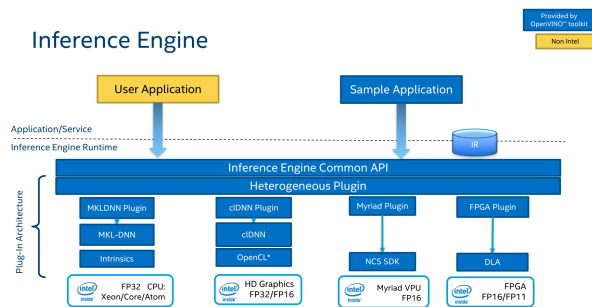 Provided by
OpenVINO™ toolkit
Non Intel
Inference Engine
User Application
Sample Application
Application/Service
Inference Engine Runtime
IR
Inference Engine Common API
Heterogeneous Plugin
Plug-In Architecture
MKLDNN Plugin
clDNN Plugin
Myriad Plugin
FPGA Plugin
MKL-DNN
clDNN
Intrinsics
OpenCL*
NCS SDK
DLA
intel
inside
FP32 CPU:
Xeon/Core/Atom
intel
inside
HD Graphics
FP32/FP16
intel
inside
Myriad VPU
FP16
intel
inside
FPGA
FP16/FP11